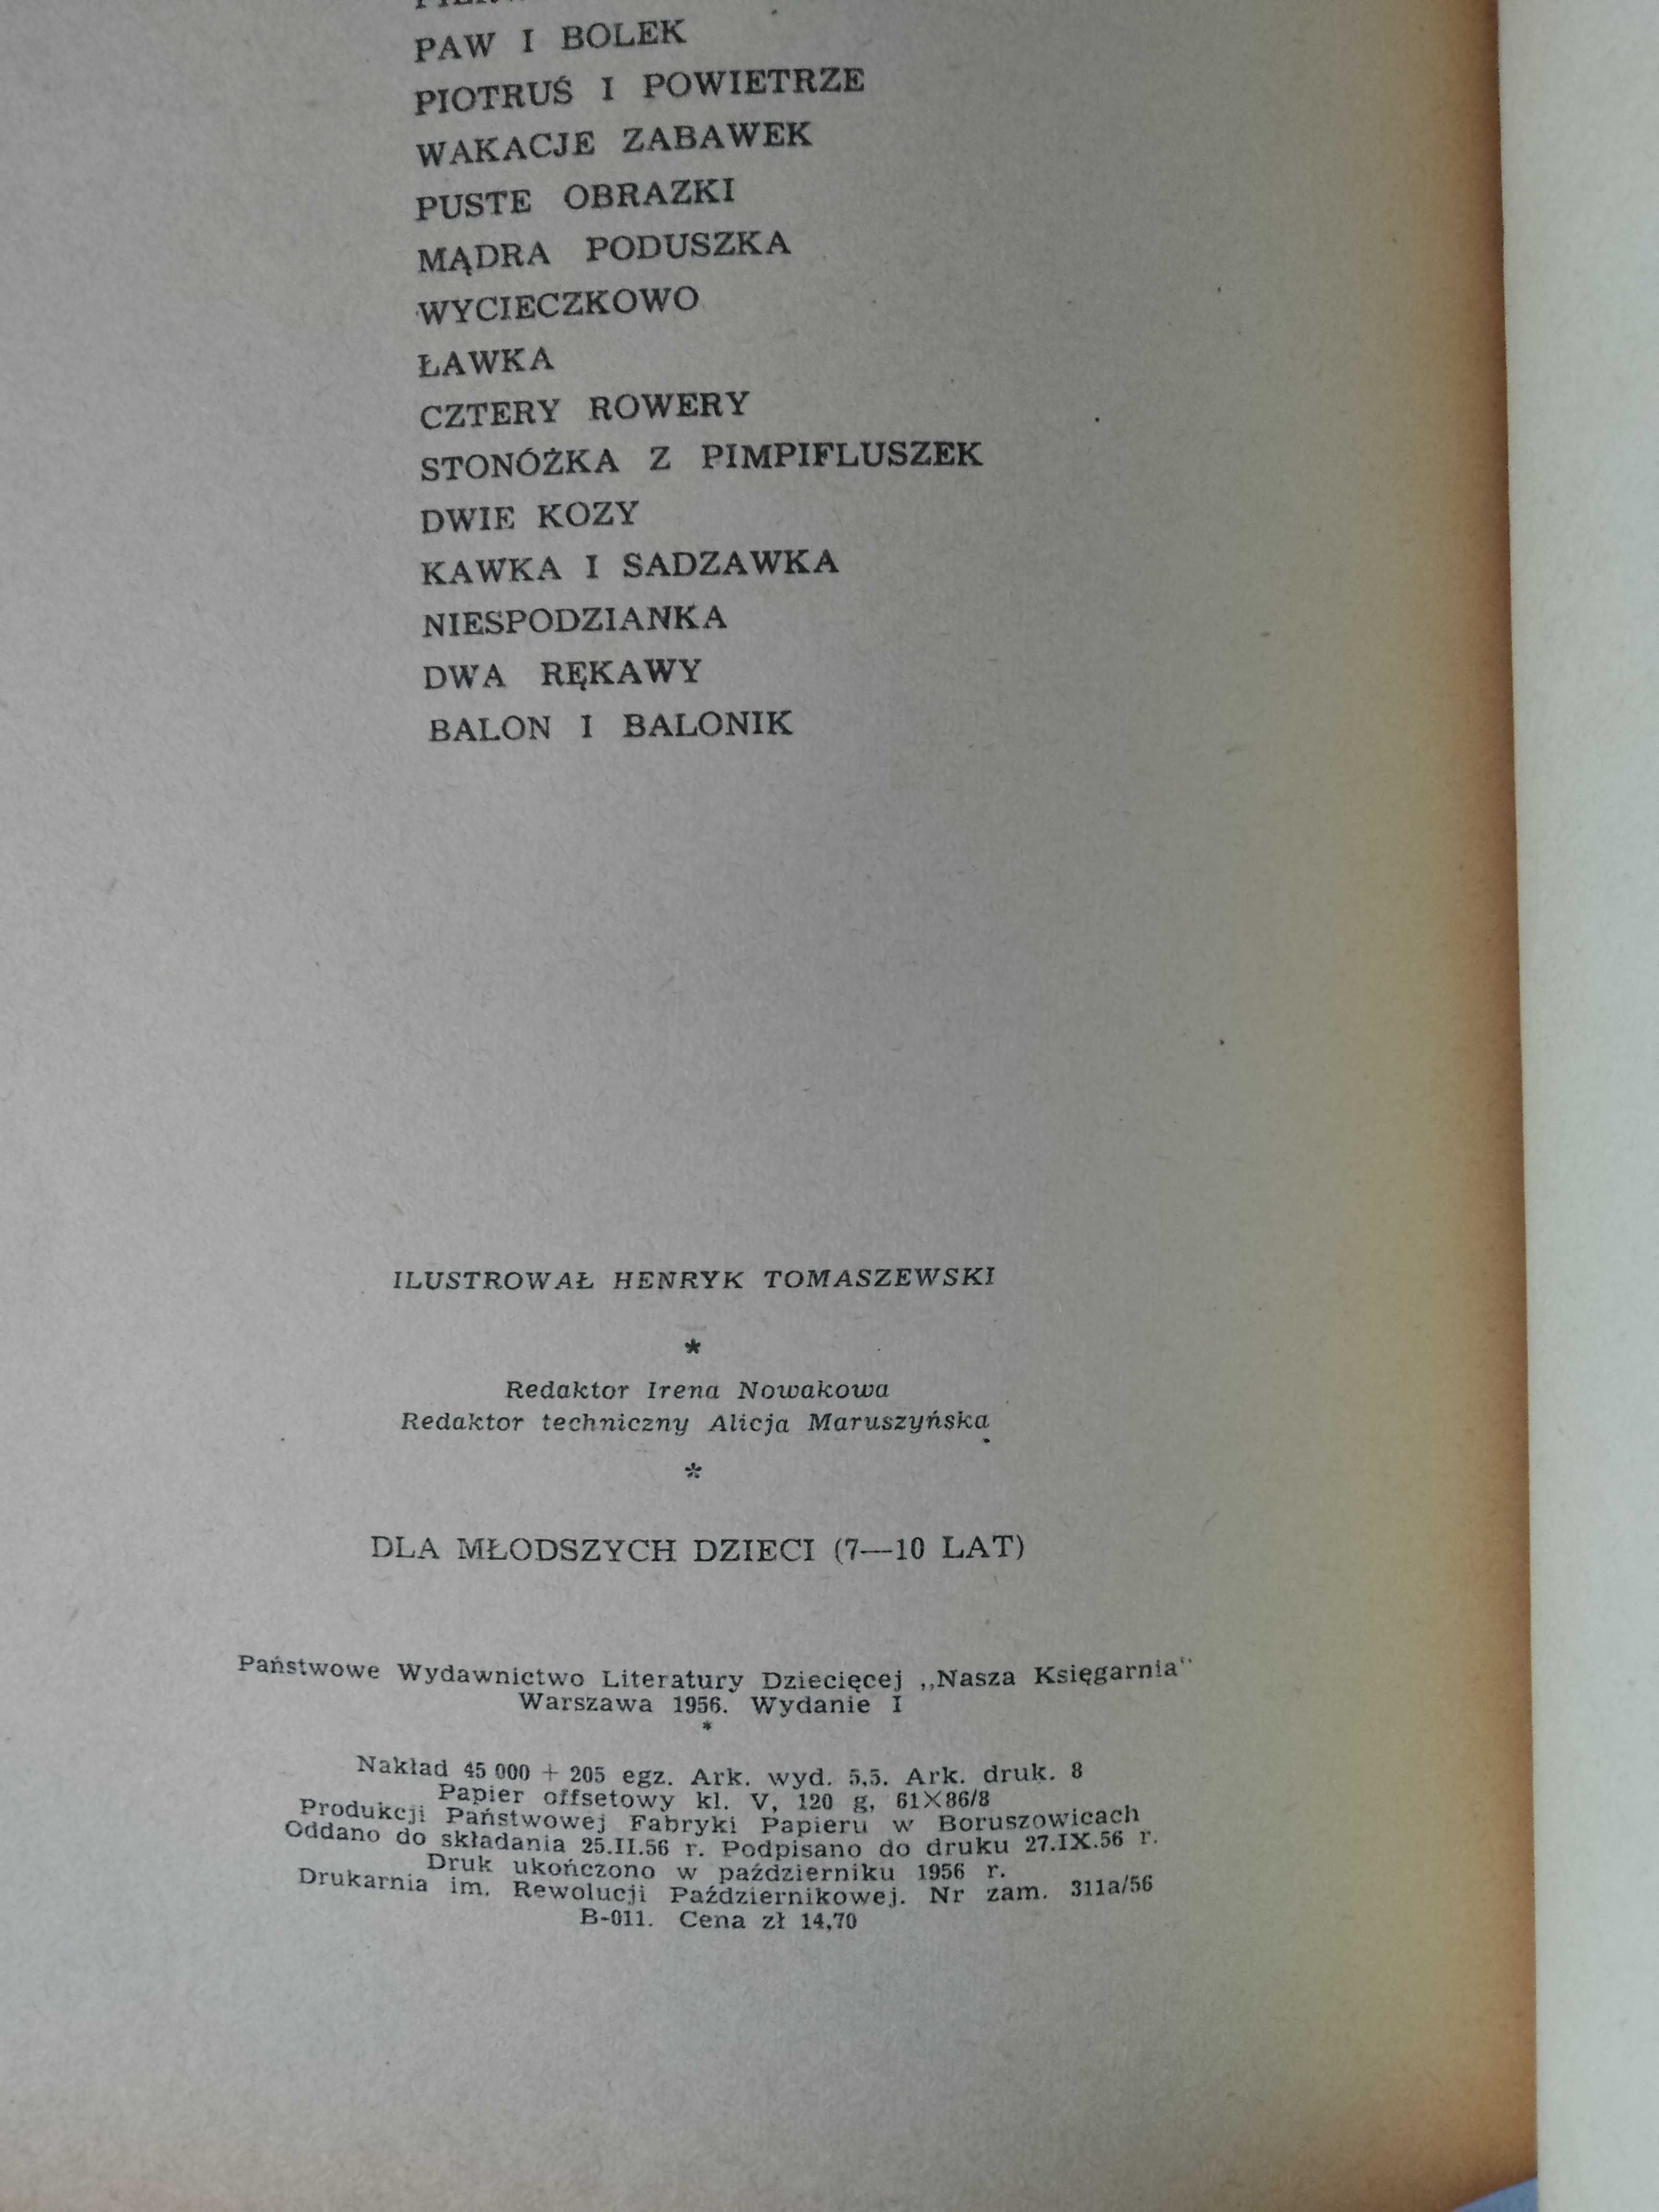 PAW I BOLEK
PIOTRUŚ I POWIETRZE
WAKACJE ZABAWEK
PUSTE OBRAZKI
MĄDRA PODUSZKA
WYCIECZKOWO
ŁAWKA
CZTERY ROWERY
STONÓŻKA Z PIMPIFLUSZEK
DWIE KOZY
KAWKA I SADZAWKA
NIESPODZIANKA
DWA RĘKAWY
BALON I BALONIK
ILUSTROWAŁ HENRYK TOMASZEWSKI
*
Redaktor Irena Nowakowa
Redaktor techniczny Alicja Maruszyńska
*
DLA MŁODSZYCH DZIECI (7—10 LAT)
Państwowe Wydawnictwo Literatury Dziecięcej „Nasza Księgarnia"
Warszawa 1956. Wydanie I
*
Nakład 45 000 + 205 egz. Ark. wyd. 5,5. Ark. druk. 8
Papier offsetowy kl. V, 120 g, 61×86/8
Produkcji Państwowej Fabryki Papieru w Boruszowicach
Oddano do składania 25.II.56 r. Podpisano do druku 27.IX.56 r.
Druk ukończono w październiku 1956 r.
Drukarnia im. Rewolucji Październikowej. Nr zam. 311a/56
B-011. Cena zł 14,70